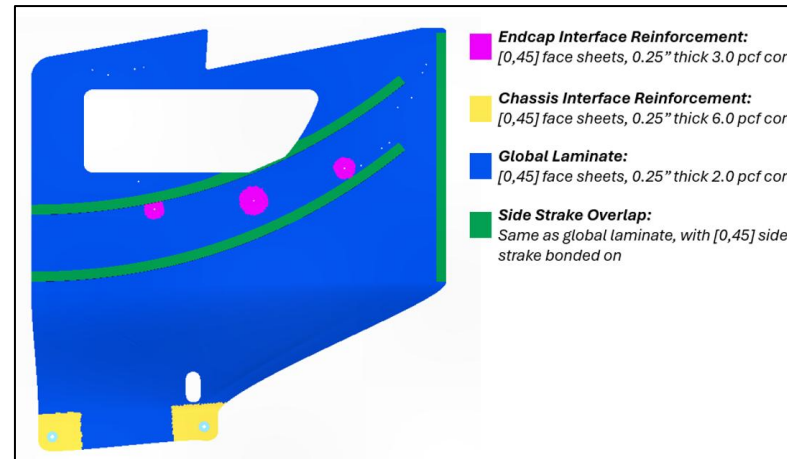 Endcap Interface Reinforcement:
[0,45] face sheets, 0.25” thick 3.0 pcf cor
Chassis Interface Reinforcement:
[0,45] face sheets, 0.25” thick 6.0 pcf cor
Global Laminate:
[0,45] face sheets, 0.25” thick 2.0 pcf cor
Side Strake Overlap:
Same as global laminate, with [0,45] side
strake bonded on